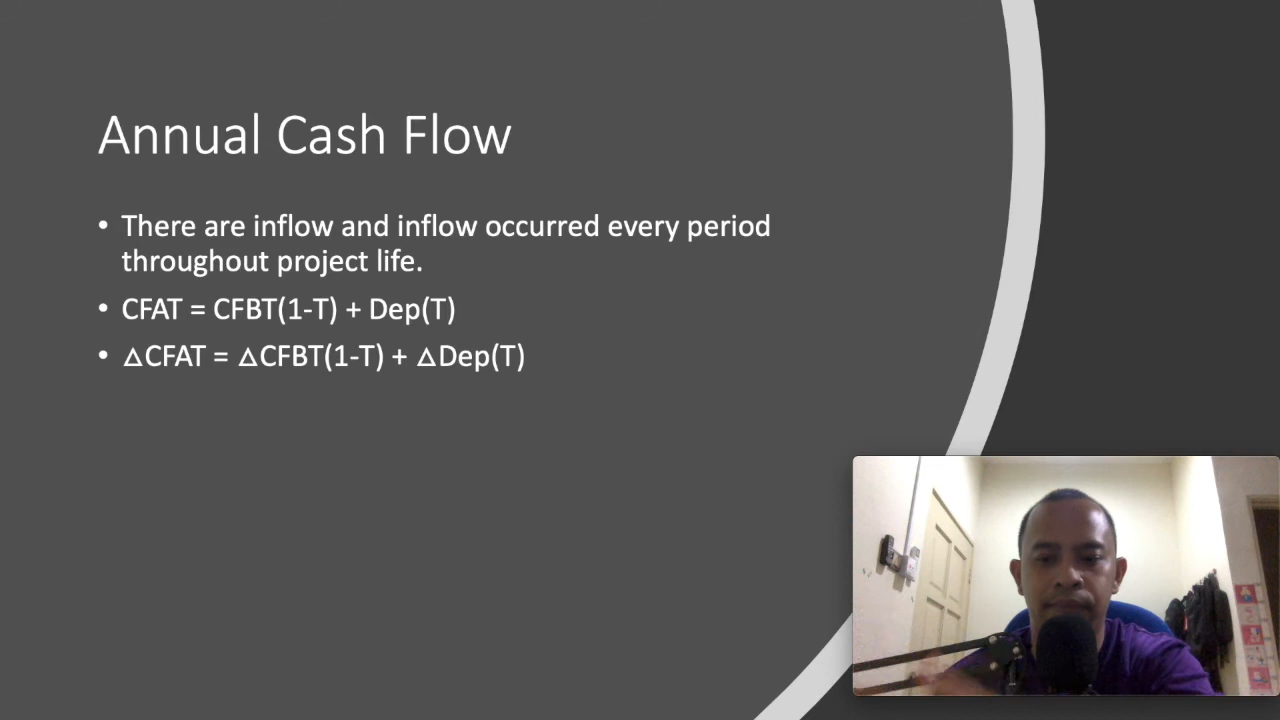 Annual Cash Flow
• There are inflow and inflow occurred every period
throughout project life.
• CFAT = CFBT(1-T) + Dep(T)
• △CFAT = △CFBT(1-T) + △Dep(T)